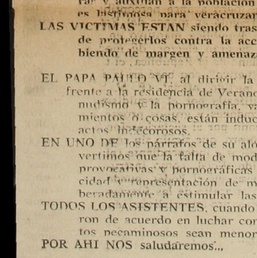 ras y auxilian a la población
es lastimosa para veracruzan
LAS VICTIMAS ESTAN siendo tras
de protegerlos contra la acc
biendo de margen y amenaz
EL PAPA PAULO VI, al dirigir la
frente a la residencia de Verano
nudismo y la pornografía, va
mientos o cosas, están induc
actos indecorosos.
EN UNO DE los párrafos de su alo
vertimos que la falta de mod
provocativas y pornográficas
cidad y representación de m
beradamente a estimular las
TODOS LOS ASISTENTES, cuando
ron de acuerdo en luchar con
tos pecaminosos sean menor
POR AHI NOS saludaremos...